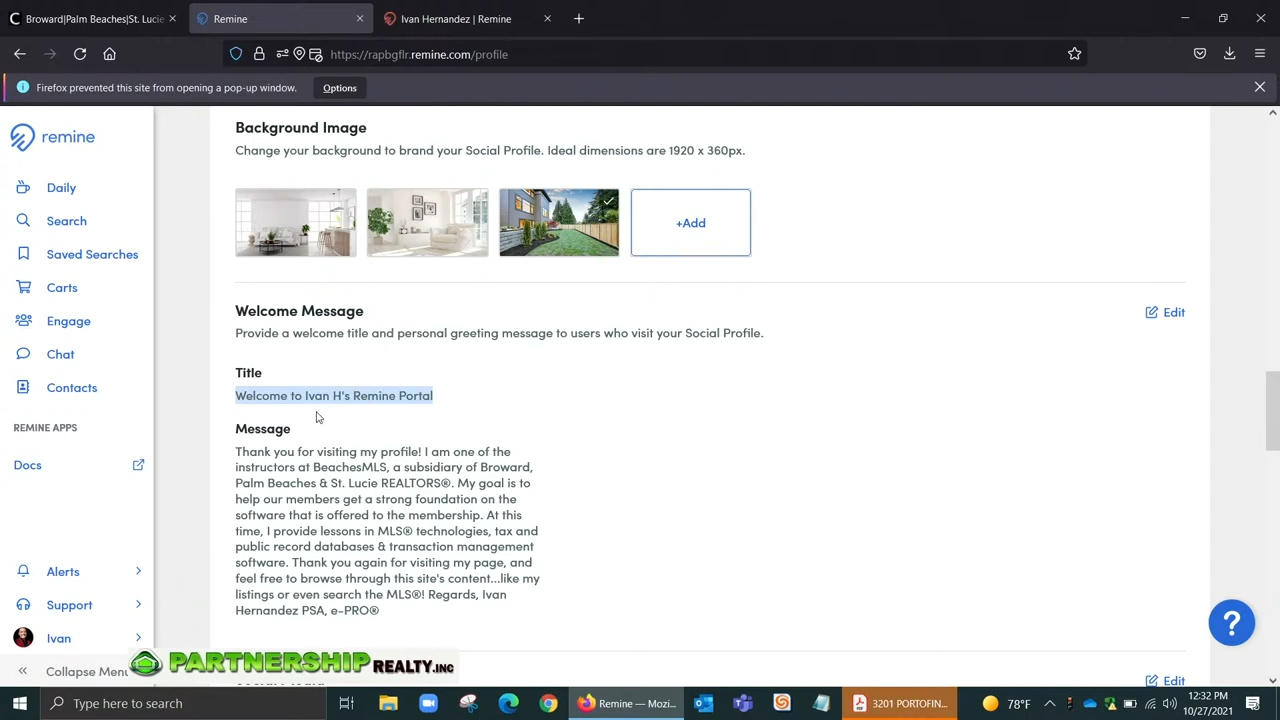 Broward|Palm Beaches|St. Lucie
Remine
Ivan Hernandez | Remine
https://rapbgflr.remine.com/profile
Firefox prevented this site from opening a pop-up window.
Options
remine
Daily
Search
Saved Searches
Carts
Engage
Chat
Contacts
REMINE APPS
Docs
Alerts
Support
Ivan
Collapse Menu
Background Image
Change your background to brand your Social Profile. Ideal dimensions are 1920 x 360px.
+Add
Welcome Message
Edit
Provide a welcome title and personal greeting message to users who visit your Social Profile.
Title
Welcome to Ivan H's Remine Portal
Message
Thank you for visiting my profile! I am one of the
instructors at BeachesMLS, a subsidiary of Broward,
Palm Beaches & St. Lucie REALTORS®. My goal is to
help our members get a strong foundation on the
software that is offered to the membership. At this
time, I provide lessons in MLS® technologies, tax and
public record databases & transaction management
software. Thank you again for visiting my page, and
feel free to browse through this site's content...like my
listings or even search the MLS®! Regards, Ivan
Hernandez PSA, e-PRO®
Edit
?
PARTNERSHIP REALTY.INC
Type here to search
Remine — Mozi...
3201 PORTOFIN...
78°F
12:32 PM
10/27/2021